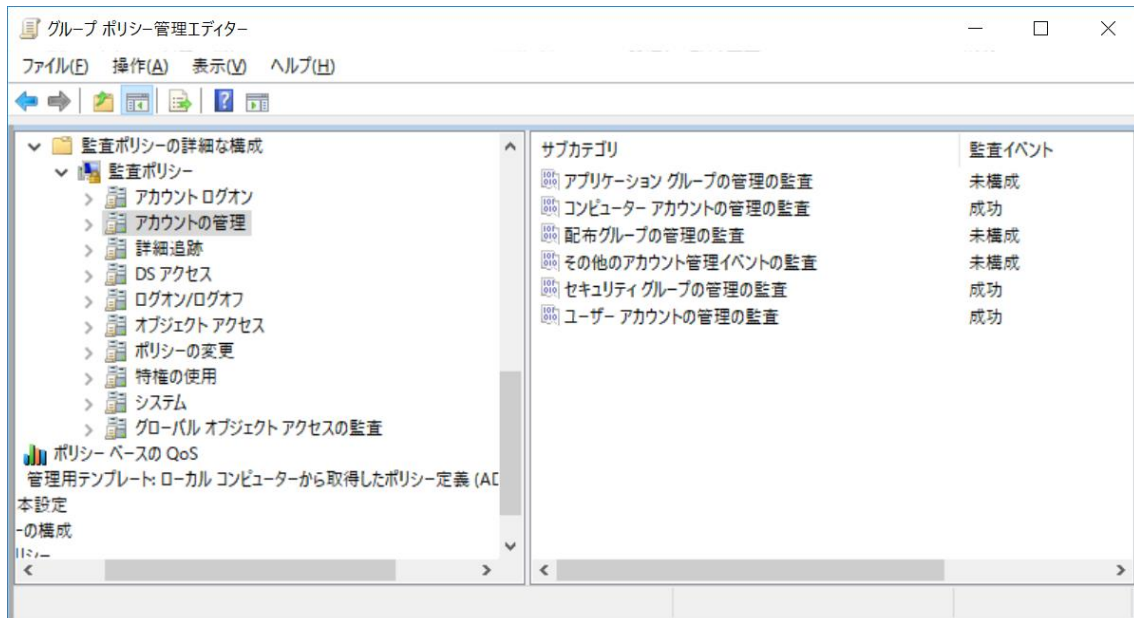 グループ ポリシー管理エディター
ファイル(F) 操作(A) 表示(V) ヘルプ(H)
監査ポリシーの詳細な構成
監査ポリシー
アカウント ログオン
アカウントの管理
詳細追跡
DS アクセス
ログオン/ログオフ
オブジェクト アクセス
ポリシーの変更
特権の使用
システム
グローバル オブジェクト アクセスの監査
ポリシー ベースの QoS
管理用テンプレート: ローカル コンピューターから取得したポリシー定義 (AD
本設定
ーの構成
リシー
サブカテゴリ 監査イベント
アプリケーション グループの管理の監査 未構成
コンピューター アカウントの管理の監査 成功
配布グループの管理の監査 未構成
その他のアカウント管理イベントの監査 未構成
セキュリティ グループの管理の監査 成功
ユーザー アカウントの管理の監査 成功